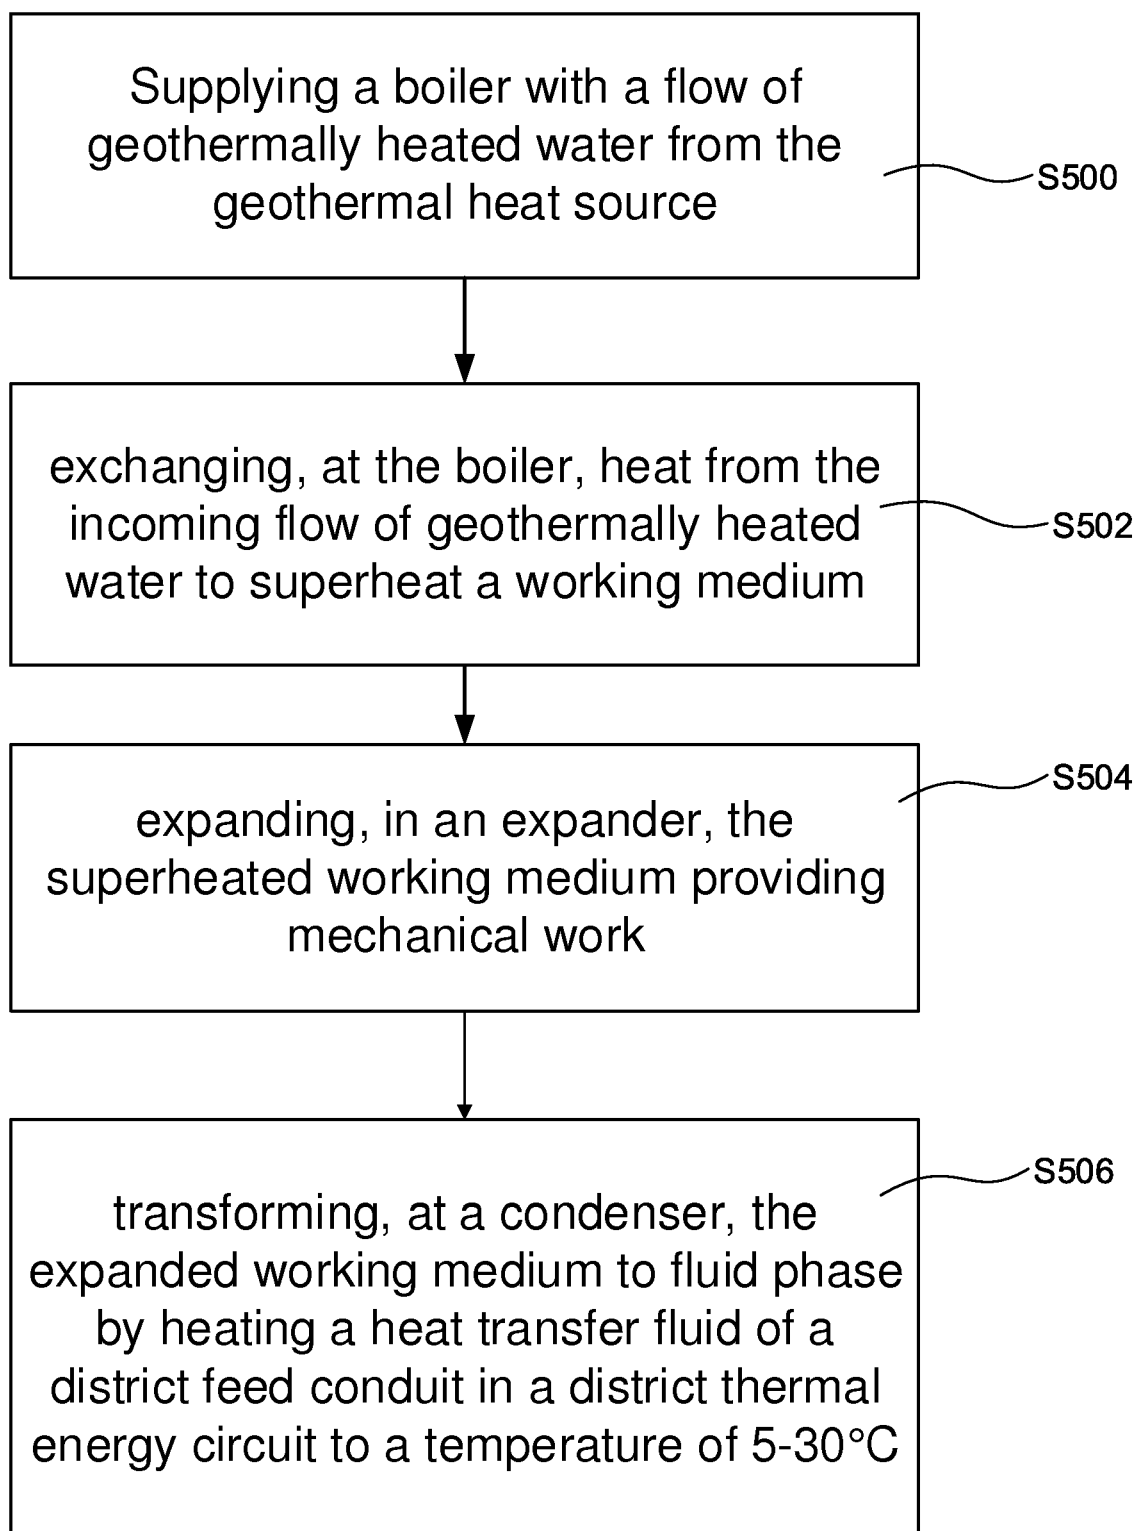 Supplying a boiler with a flow of
geothermally heated water from the
geothermal heat source
S500
exchanging, at the boiler, heat from the
incoming flow of geothermally heated
water to superheat a working medium
S502
expanding, in an expander, the
superheated working medium providing
mechanical work
S504
transforming, at a condenser, the
expanded working medium to fluid phase
by heating a heat transfer fluid of a
district feed conduit in a district thermal
energy circuit to a temperature of 5-30°C
S506